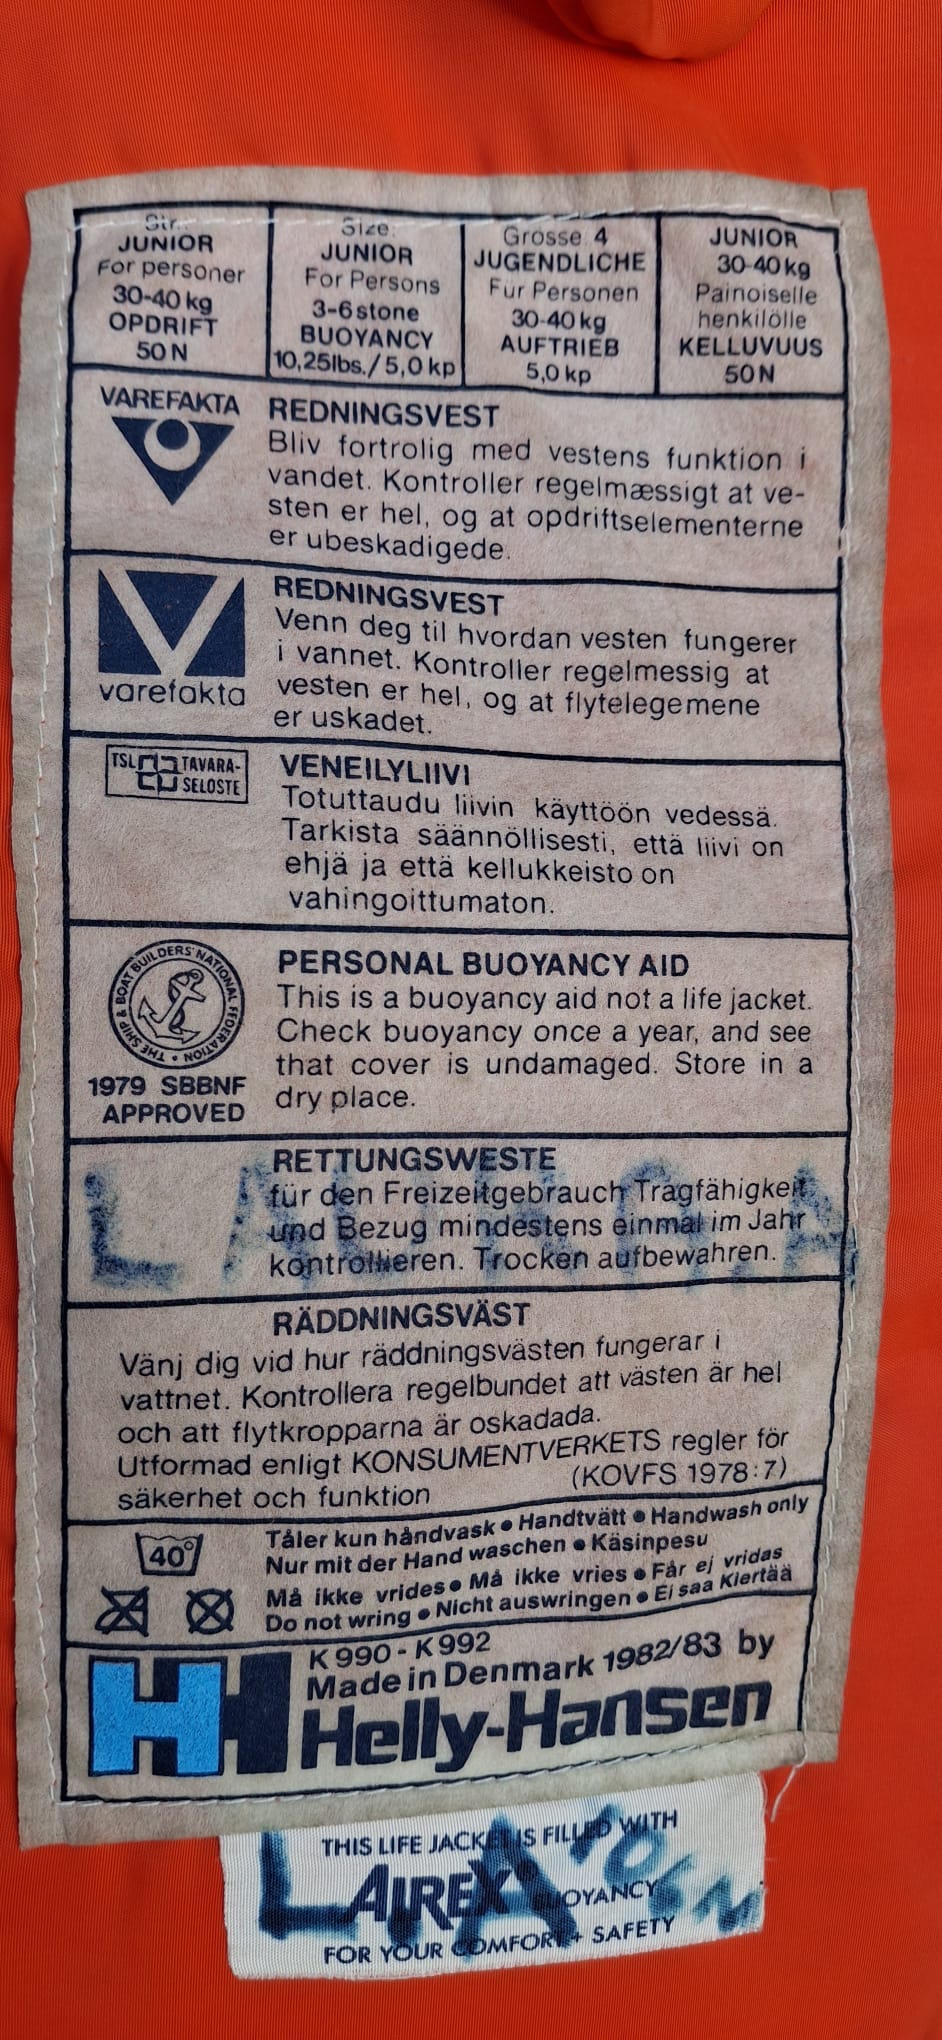 Str.
JUNIOR
For personer
30-40 kg
OPDRIFT
50 N
Size:
JUNIOR
For Persons
3-6 stone
BUOYANCY
10,25lbs./5,0 kp
Grosse 4
JUGENDLICHE
Fur Personen
30-40 kg
AUFTRIEB
5,0 kp
JUNIOR
30-40 kg
Painoiselle
henkilölle
KELLUVUUS
50 N
VAREFAKTA
REDNINGSVEST
Bliv fortrolig med vestens funktion i
vandet. Kontroller regelmæssigt at ve-
sten er hel, og at opdriftselementerne
er ubeskadigede.
varefakta
REDNINGSVEST
Venn deg til hvordan vesten fungerer
i vannet. Kontroller regelmessig at
vesten er hel, og at flytelegemene
er uskadet.
TSL TAVARA-
SELOSTE
VENEILYLIIVI
Totuttaudu liivin käyttöön vedessä.
Tarkista säännöllisesti, että liivi on
ehjä ja että kellukkeisto on
vahingoittumaton.
THE SHIP & BOAT BUILDERS' NATIONAL FEDERATION •
1979 SBBNF
APPROVED
PERSONAL BUOYANCY AID
This is a buoyancy aid not a life jacket.
Check buoyancy once a year, and see
that cover is undamaged. Store in a
dry place.
RETTUNGSWESTE
für den Freizeitgebrauch Tragfähigkeit
und Bezug mindestens einmal im Jahr
kontrollieren. Trocken aufbewahren.
RÄDDNINGSVÄST
Vänj dig vid hur räddningsvästen fungerar i
vattnet. Kontrollera regelbundet att västen är hel
och att flytkropparna är oskadada.
Utformad enligt KONSUMENTVERKETS regler för
säkerhet och funktion (KOVFS 1978:7)
40°
Tåler kun håndvask • Handtvätt • Handwash only
Nur mit der Hand waschen • Käsinpesu
Må ikke vrides • Må ikke vries • Får ej vridas
Do not wring • Nicht auswringen • Ei saa Kiertää
K 990 - K 992
Made in Denmark 1982/83 by
HH Helly-Hansen
THIS LIFE JACKET IS FILLED WITH
AIREX® BUOYANCY
FOR YOUR COMFORT + SAFETY